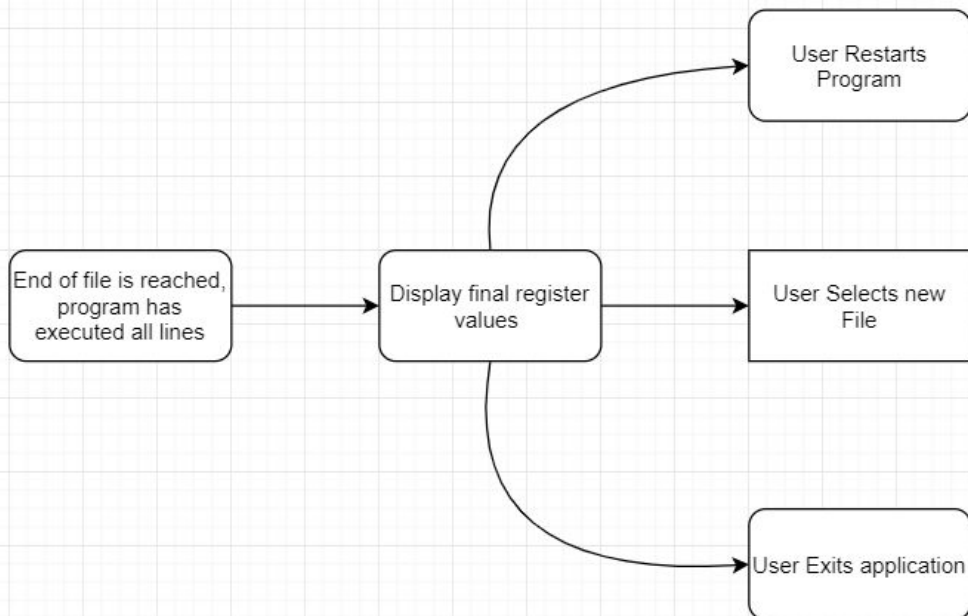 User Restarts
Program
End of file is reached,
program has
executed all lines
Display final register
values
User Selects new
File
User Exits application